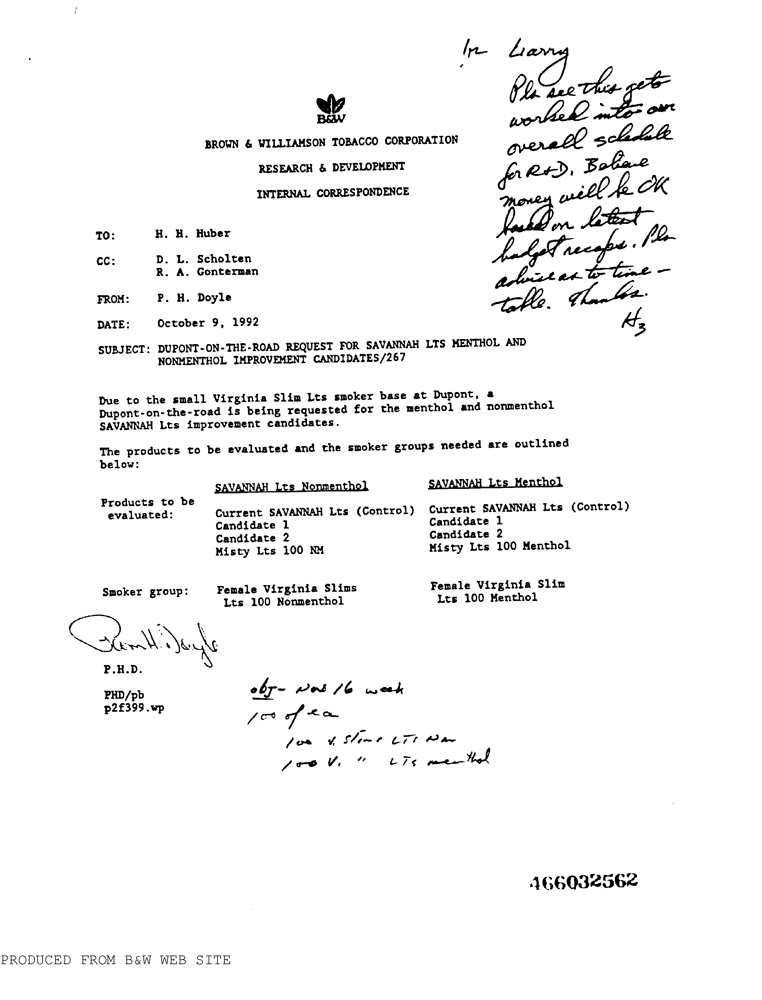 Larry
Pls see this gets
worked into our
overall schedule
for R&D. Believe
money will be OK
based on latest
budget recaps. Pls
advise as to time-
table. Thanks.
H3
B&W
BROWN & WILLIAMSON TOBACCO CORPORATION
RESEARCH & DEVELOPMENT
INTERNAL CORRESPONDENCE
TO: H. H. Huber
CC: D. L. Scholten
R. A. Gonterman
FROM: P. H. Doyle
DATE: October 9, 1992
SUBJECT: DUPONT-ON-THE-ROAD REQUEST FOR SAVANNAH LTS MENTHOL AND
NONMENTHOL IMPROVEMENT CANDIDATES/267
Due to the small Virginia Slim Lts smoker base at Dupont, a
Dupont-on-the-road is being requested for the menthol and nonmenthol
SAVANNAH Lts improvement candidates.
The products to be evaluated and the smoker groups needed are outlined
below:
SAVANNAH Lts Nonmenthol SAVANNAH Lts Menthol
Products to be
evaluated: Current SAVANNAH Lts (Control) Current SAVANNAH Lts (Control)
Candidate 1 Candidate 1
Candidate 2 Candidate 2
Misty Lts 100 NM Misty Lts 100 Menthol
Smoker group: Female Virginia Slims Female Virginia Slim
Lts 100 Nonmenthol Lts 100 Menthol
P.H.D.
PHD/pb
p2f399.wp
obj- Nov 16 week
100 of ea
100 V. Slims LTS NM
100 V. " LTS menthol
466032562
PRODUCED FROM B&W WEB SITE